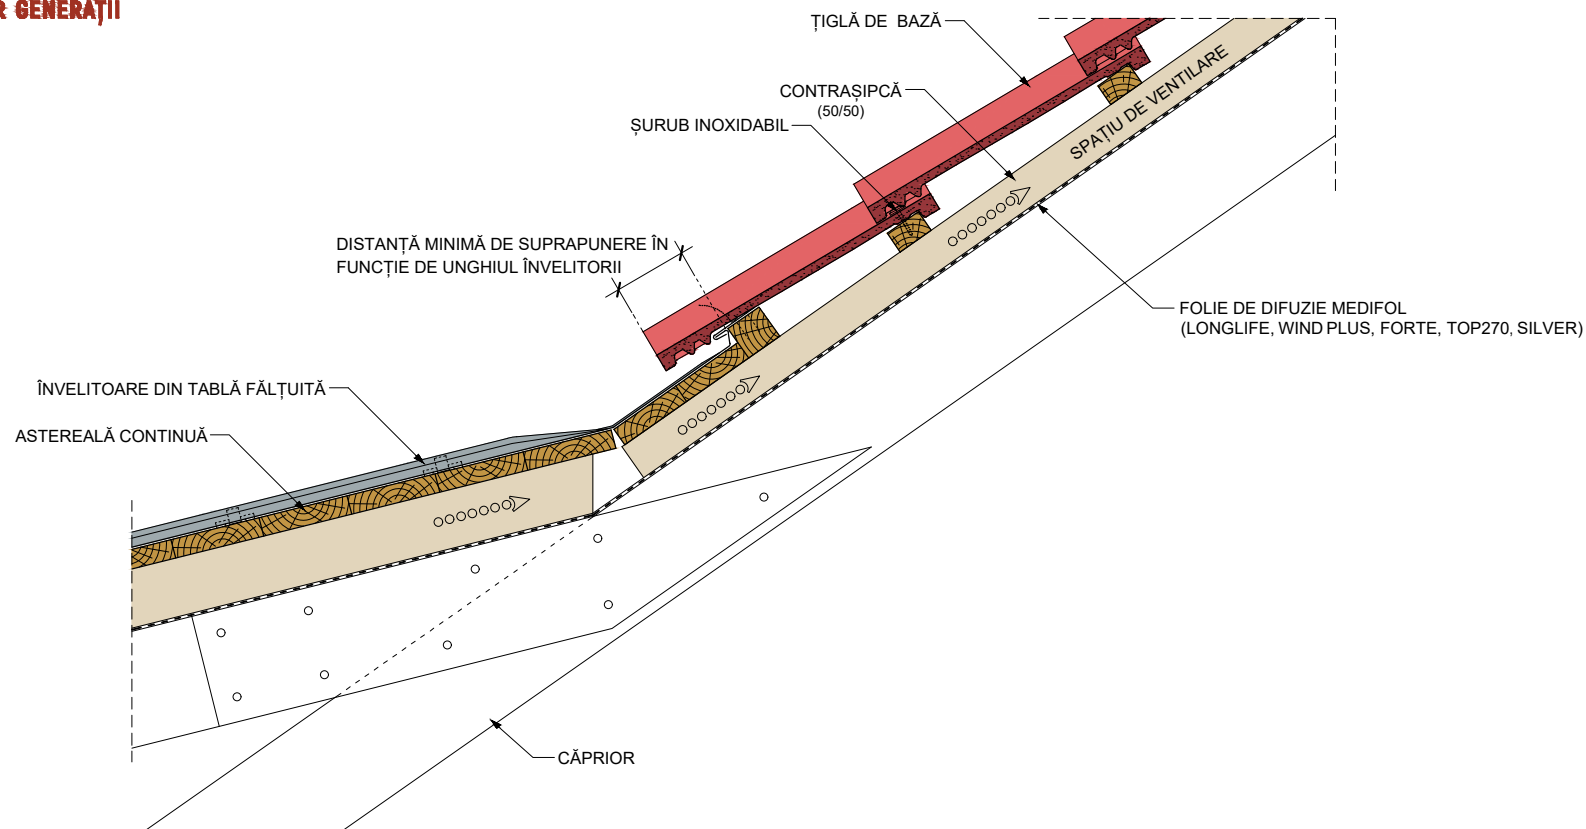 R GENERAȚII
ȚIGLĂ DE BAZĂ
CONTRAȘIPCĂ
(50/50)
ȘURUB INOXIDABIL
SPAȚIU DE VENTILARE
DISTANȚĂ MINIMĂ DE SUPRAPUNERE ÎN
FUNCȚIE DE UNGHIUL ÎNVELITORII
FOLIE DE DIFUZIE MEDIFOL
(LONGLIFE, WIND PLUS, FORTE, TOP270, SILVER)
ÎNVELITOARE DIN TABLĂ FĂLȚUITĂ
ASTEREALĂ CONTINUĂ
CĂPRIOR